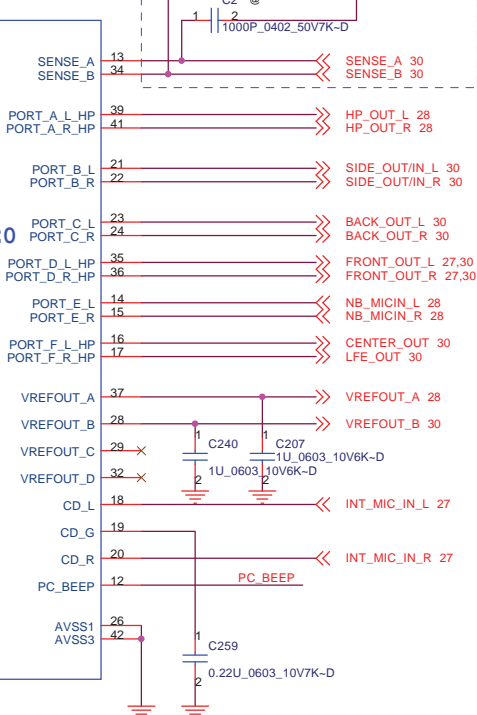 C2 @
1 2
1000P_0402_50V7K~D
SENSE_A 13 SENSE_A 30
SENSE_B 34 SENSE_B 30
PORT_A_L_HP 39 HP_OUT_L 28
PORT_A_R_HP 41 HP_OUT_R 28
PORT_B_L 21 SIDE_OUT/IN_L 30
PORT_B_R 22 SIDE_OUT/IN_R 30
PORT_C_L 23 BACK_OUT_L 30
0 PORT_C_R 24 BACK_OUT_R 30
PORT_D_L_HP 35 FRONT_OUT_L 27,30
PORT_D_R_HP 36 FRONT_OUT_R 27,30
PORT_E_L 14 NB_MICIN_L 28
PORT_E_R 15 NB_MICIN_R 28
PORT_F_L_HP 16 CENTER_OUT 30
PORT_F_R_HP 17 LFE_OUT 30
VREFOUT_A 37 VREFOUT_A 28
VREFOUT_B 28 VREFOUT_B 30
1 C240 1 C207
VREFOUT_C 29 1U_0603_10V6K~D
1U_0603_10V6K~D
VREFOUT_D 32 2 2
CD_L 18 INT_MIC_IN_L 27
CD_G 19
CD_R 20 INT_MIC_IN_R 27
PC_BEEP 12 PC_BEEP
AVSS1 26
AVSS3 42
1 C259
0.22U_0603_10V7K~D
2